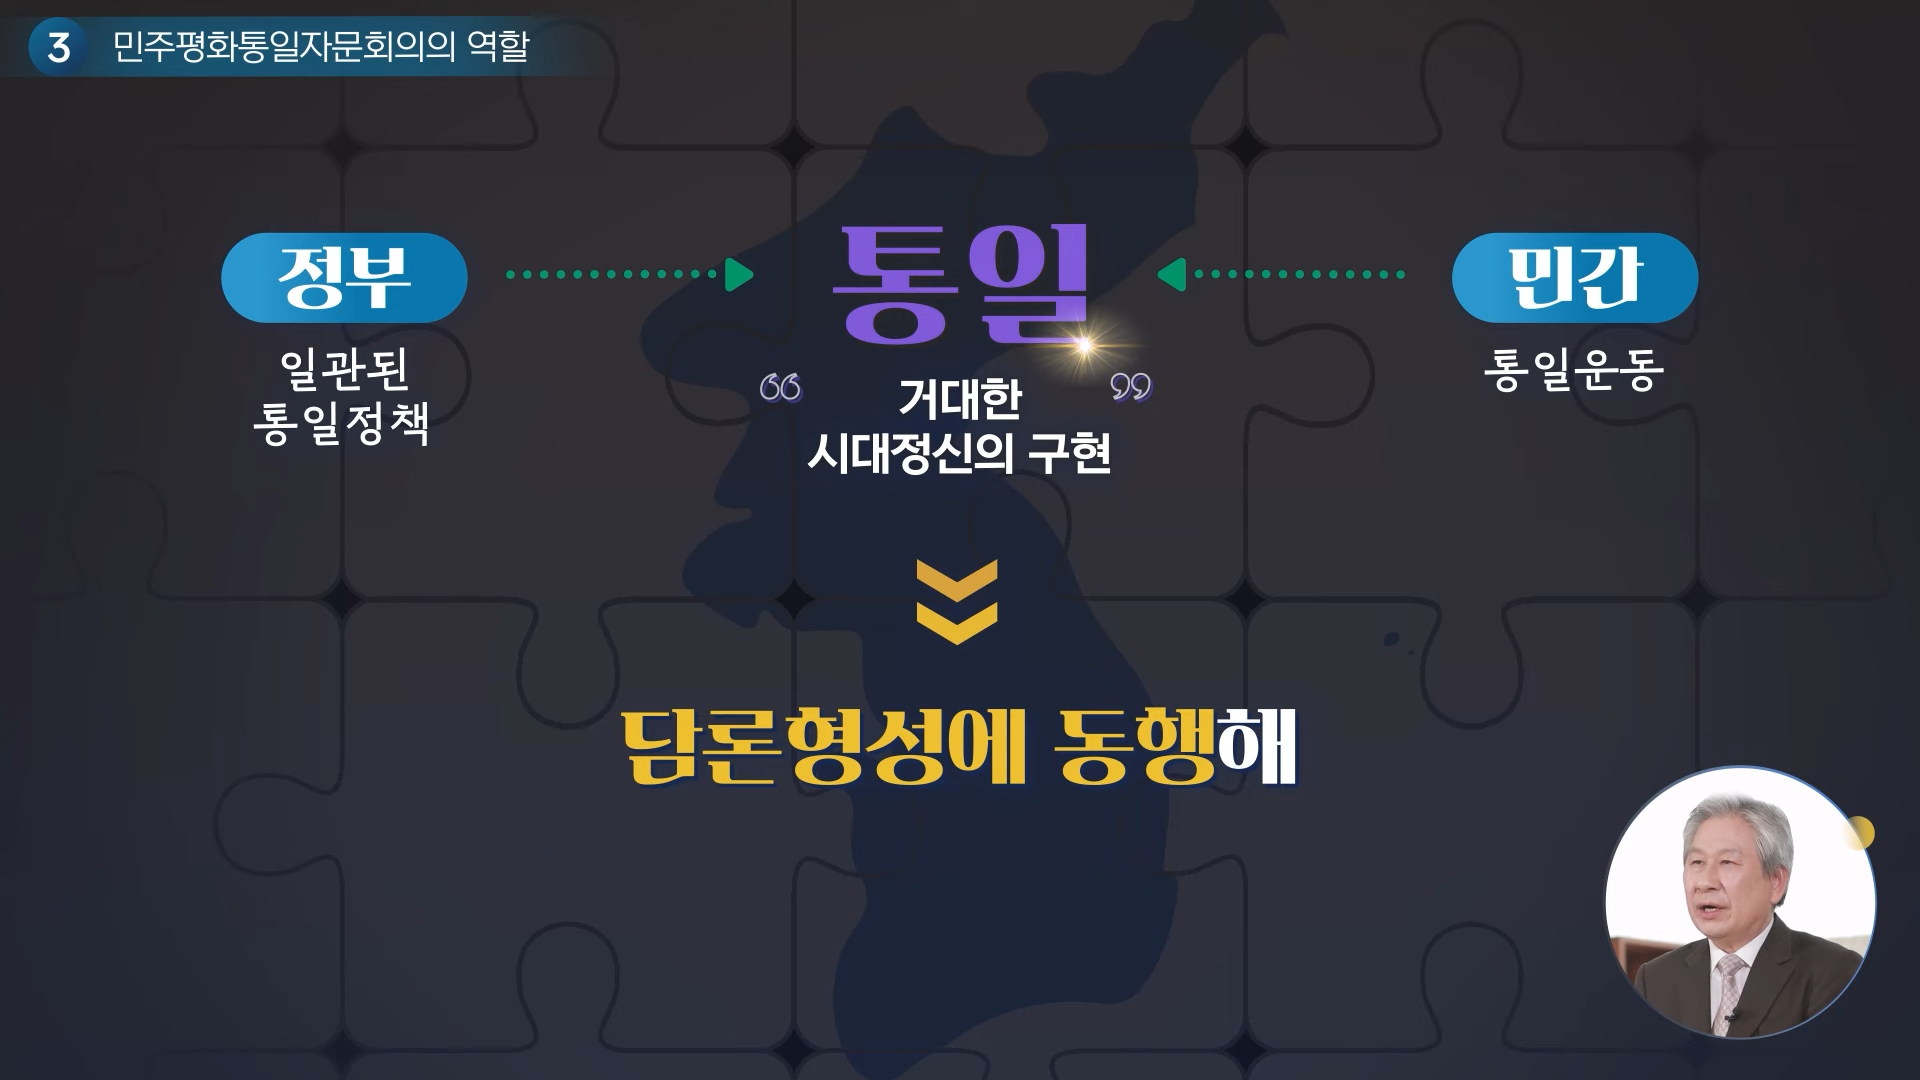 3 민주평화통일자문회의의 역할
정부
일관된
통일정책
통일
“ 거대한 ”
시대정신의 구현
민간
통일운동
담론형성에 동행해